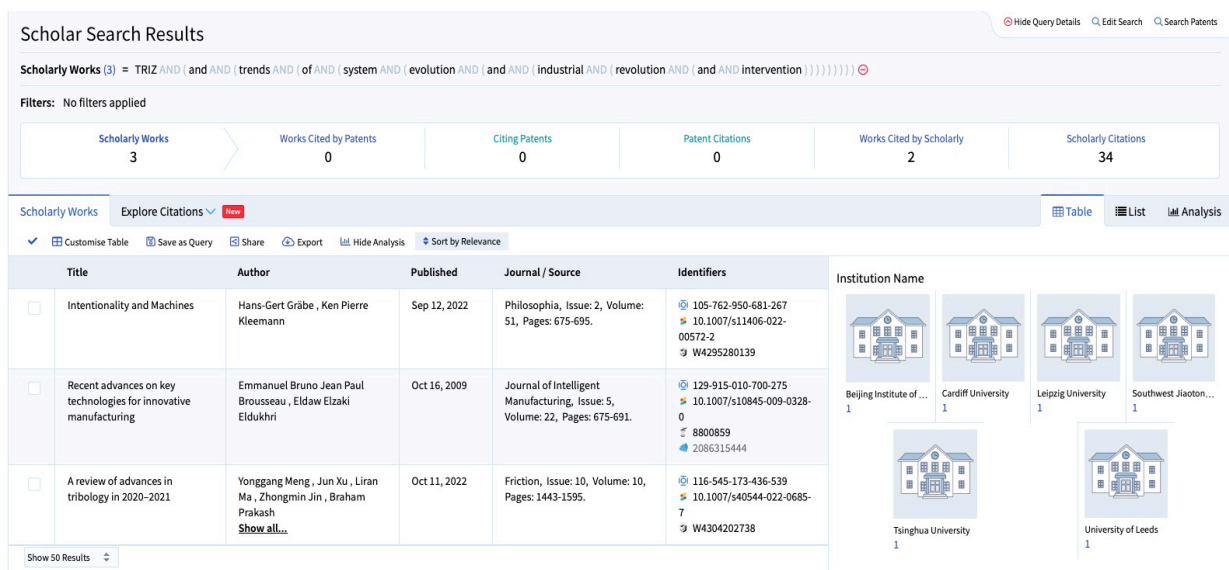 Hide Query Details Edit Search Search Patents
Scholar Search Results
Scholarly Works (3) = TRIZ AND ( and AND ( trends AND ( of AND ( system AND ( evolution AND ( and AND ( industrial AND ( revolution AND ( and AND intervention ) ) ) ) ) ) ) ) )
Filters: No filters applied
Scholarly Works Works Cited by Patents Citing Patents Patent Citations Works Cited by Scholarly Scholarly Citations
3 0 0 0 2 34
Scholarly Works Explore Citations New Table List Analysis
Customise Table Save as Query Share Export Hide Analysis Sort by Relevance
Title Author Published Journal / Source Identifiers
Intentionality and Machines
Hans-Gert Gräbe , Ken Pierre
Kleemann
Sep 12, 2022
Philosophia, Issue: 2, Volume:
51, Pages: 675-695.
105-762-950-681-267
10.1007/s11406-022-
00572-2
W4295280139
Recent advances on key
technologies for innovative
manufacturing
Emmanuel Bruno Jean Paul
Brousseau , Eldaw Elzaki
Eldukhri
Oct 16, 2009
Journal of Intelligent
Manufacturing, Issue: 5,
Volume: 22, Pages: 675-691.
129-915-010-700-275
10.1007/s10845-009-0328-
0
8800859
2086315444
A review of advances in
tribology in 2020–2021
Yonggang Meng , Jun Xu , Liran
Ma , Zhongmin Jin , Braham
Prakash
Show all...
Oct 11, 2022
Friction, Issue: 10, Volume: 10,
Pages: 1443-1595.
116-545-173-436-539
10.1007/s40544-022-0685-
7
W4304202738
Show 50 Results
Institution Name
Beijing Institute of ... Cardiff University Leipzig University Southwest Jiaoton...
1 1 1 1
Tsinghua University University of Leeds
1 1